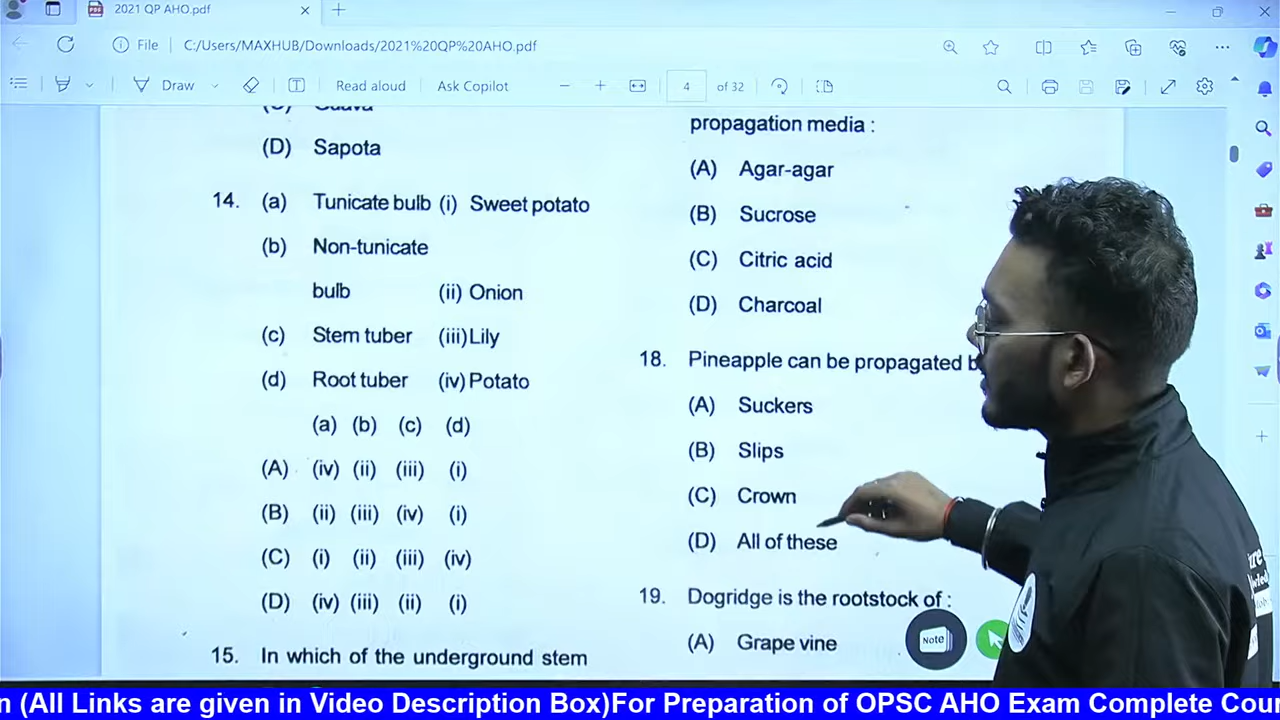 2021 QP AHO.pdf
File C:/Users/MAXHUB/Downloads/2021%20QP%20AHO.pdf
Draw Read aloud Ask Copilot 4 of 32
(D) Sapota
14. (a) Tunicate bulb (i) Sweet potato
(b) Non-tunicate
bulb (ii) Onion
(c) Stem tuber (iii) Lily
(d) Root tuber (iv) Potato
(a) (b) (c) (d)
(A) (iv) (ii) (iii) (i)
(B) (ii) (iii) (iv) (i)
(C) (i) (ii) (iii) (iv)
(D) (iv) (iii) (ii) (i)
15. In which of the underground stem
propagation media :
(A) Agar-agar
(B) Sucrose
(C) Citric acid
(D) Charcoal
18. Pineapple can be propagated
(A) Suckers
(B) Slips
(C) Crown
(D) All of these
19. Dogridge is the rootstock of :
(A) Grape vine
Note
n (All Links are given in Video Description Box)For Preparation of OPSC AHO Exam Complete Cour